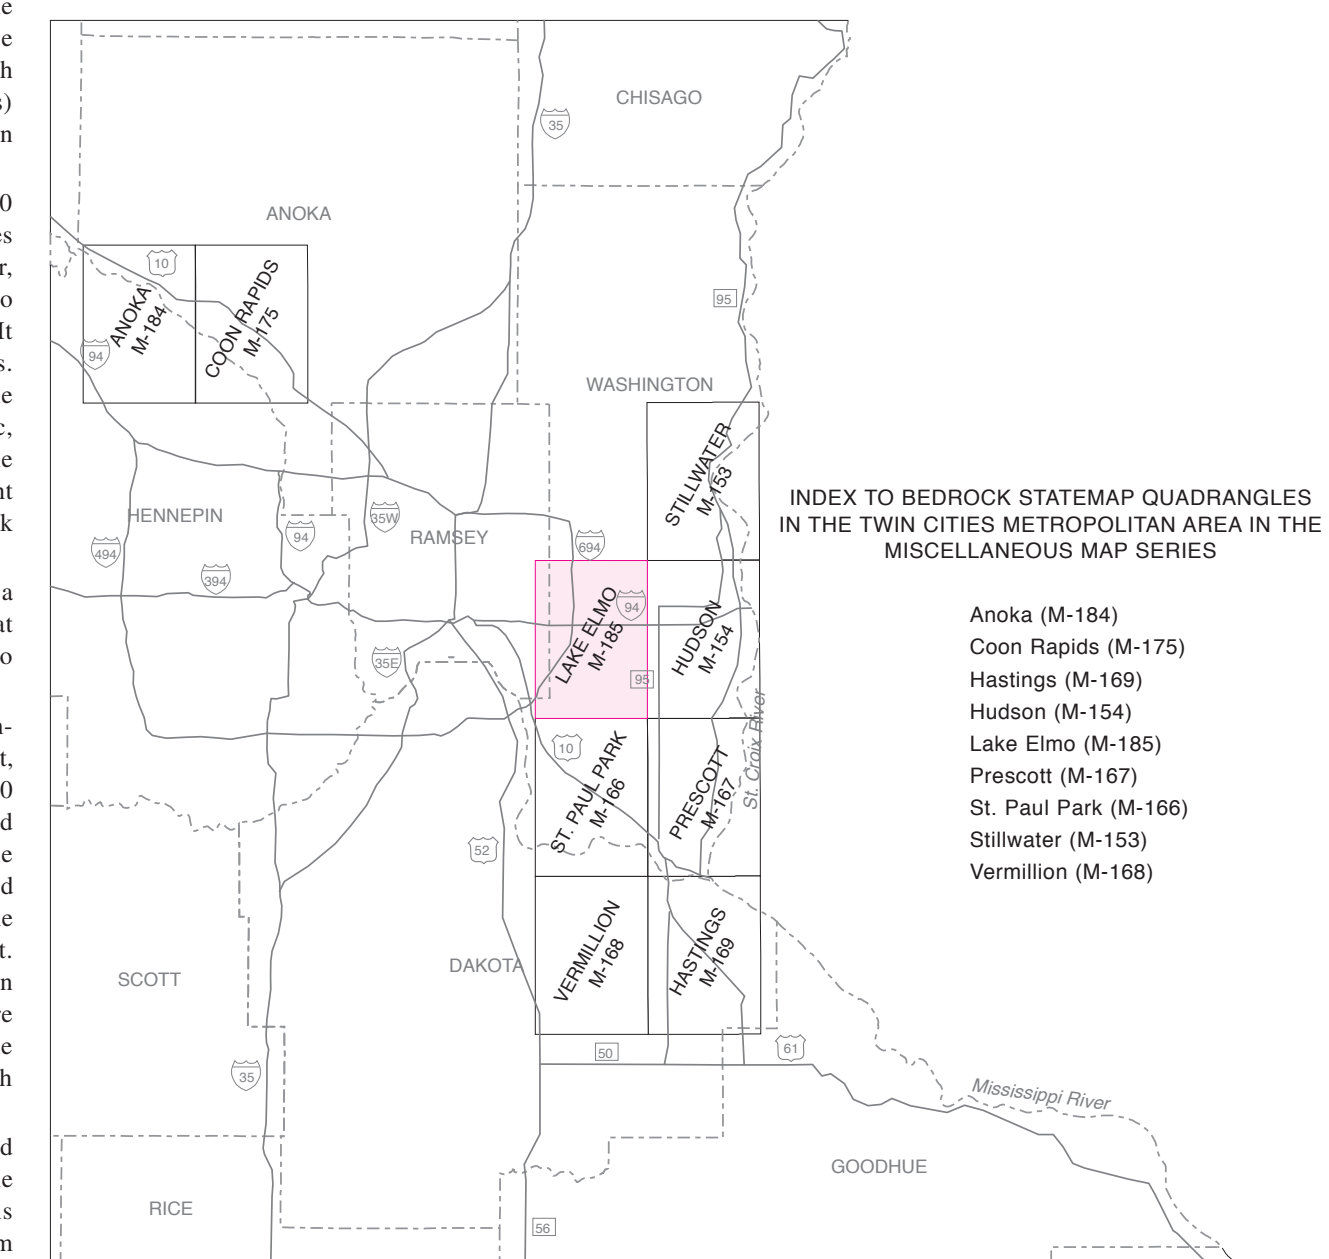 CHISAGO
35
ANOKA
10
ANOKA
M-184
COON RAPIDS
M-175
94
95
WASHINGTON
STILLWATER
M-153
HENNEPIN
35W
RAMSEY
94
494
394
694
INDEX TO BEDROCK STATEMAP QUADRANGLES
IN THE TWIN CITIES METROPOLITAN AREA IN THE
MISCELLANEOUS MAP SERIES
Anoka (M-184)
Coon Rapids (M-175)
Hastings (M-169)
Hudson (M-154)
Lake Elmo (M-185)
Prescott (M-167)
St. Paul Park (M-166)
Stillwater (M-153)
Vermillion (M-168)
LAKE ELMO
M-185
94
HUDSON
M-154
35E
95
St. Croix River
10
ST. PAUL PARK
M-166
PRESCOTT
M-167
52
VERMILLION
M-168
HASTINGS
M-169
SCOTT
DAKOTA
50
61
35
Mississippi River
GOODHUE
RICE
56